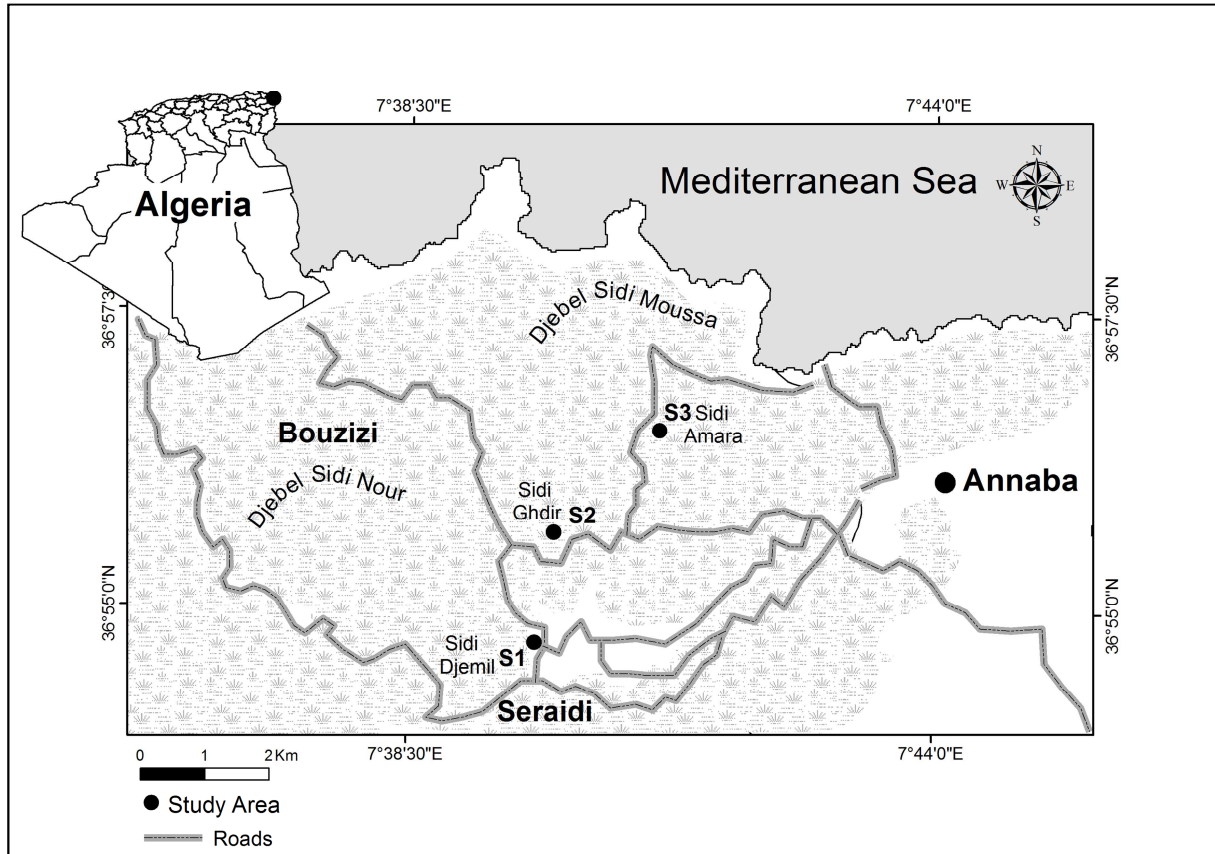 7°38'30"E
7°44'0"E
Mediterranean Sea
N
W
E
S
Algeria
36°57'30"N
Djebel Sidi Moussa
S3 Sidi
Amara
Bouzizi
Djebel Sidi Nour
Annaba
Sidi
Ghdir S2
36°55'0"N
36°55'0"N
Sidi
Djemil S1
Seraidi
7°38'30"E
7°44'0"E
0 1 2 Km
Study Area
Roads